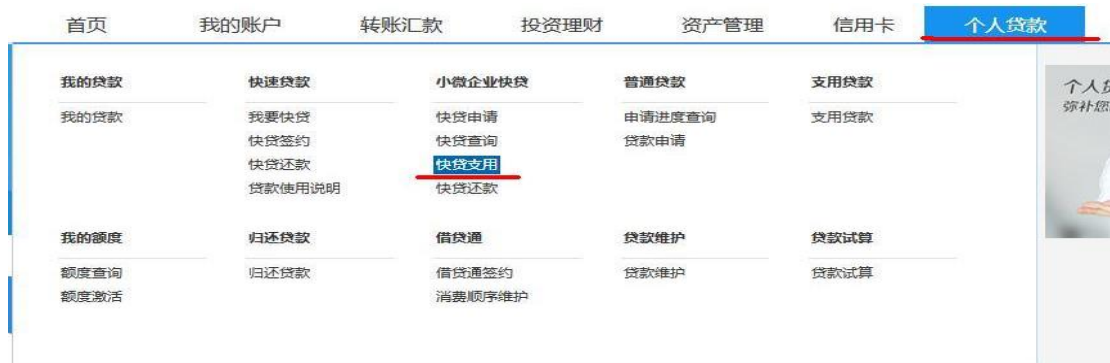 首页 我的账户 转账汇款 投资理财 资产管理 信用卡 个人贷款
我的贷款 快速贷款 小微企业快贷 普通贷款 支用贷款
我的贷款 我要快贷 快贷申请 申请进度查询 支用贷款
快贷签约 快贷查询 贷款申请
快贷还款 快贷支用
贷款使用说明 快贷还款
我的额度 归还贷款 借贷通 贷款维护 贷款试算
额度查询 归还贷款 借贷通签约 贷款维护 贷款试算
额度激活 消费顺序维护
个人贷
弥补您